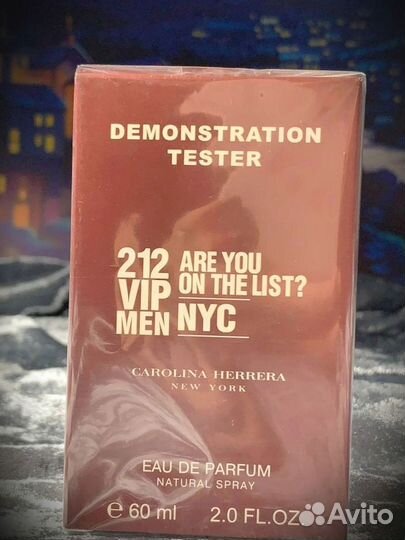 DEMONSTRATION
TESTER
212 VIP MEN
ARE YOU
ON THE LIST?
NYC
CAROLINA HERRERA
NEW YORK
EAU DE PARFUM
NATURAL SPRAY
e 60 ml 2.0 FL.OZ
Avito